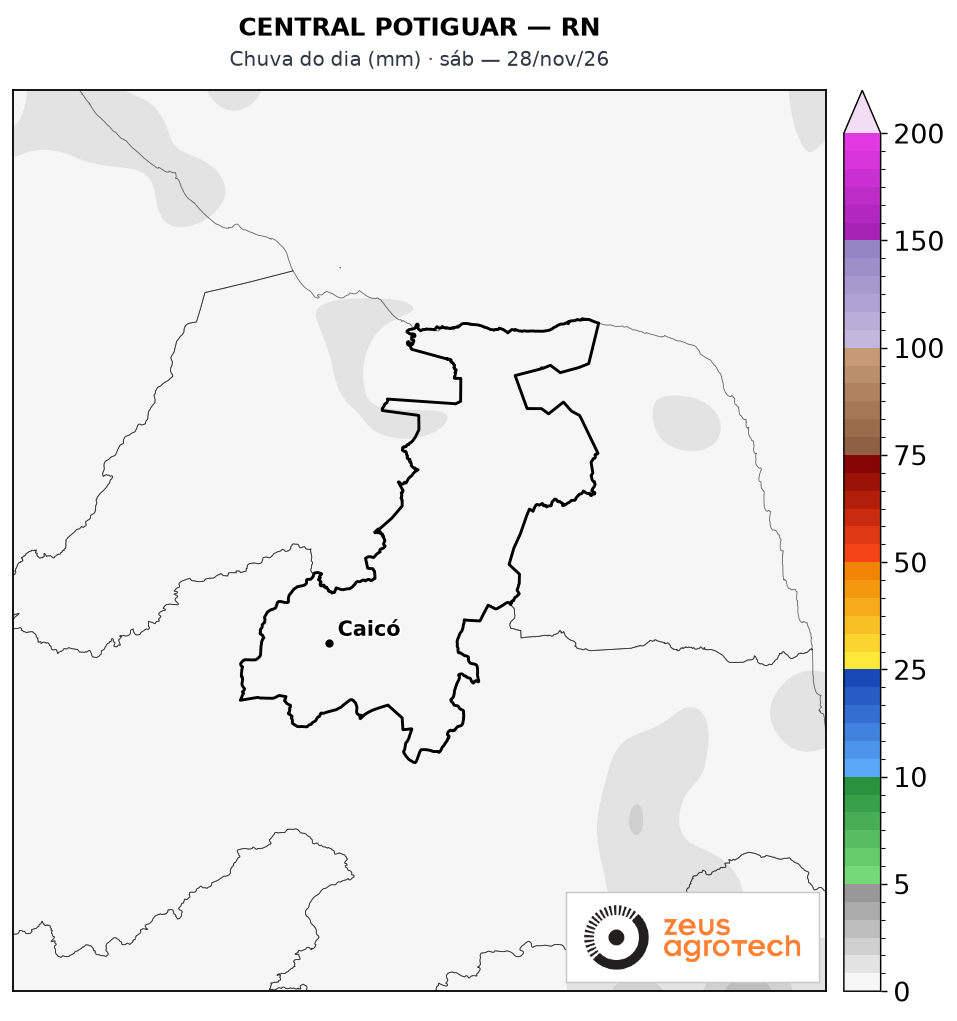 CENTRAL POTIGUAR — RN
Chuva do dia (mm) · sáb — 28/nov/26
200
150
100
75
50
25
10
5
0
Caicó
zeus
agrotech